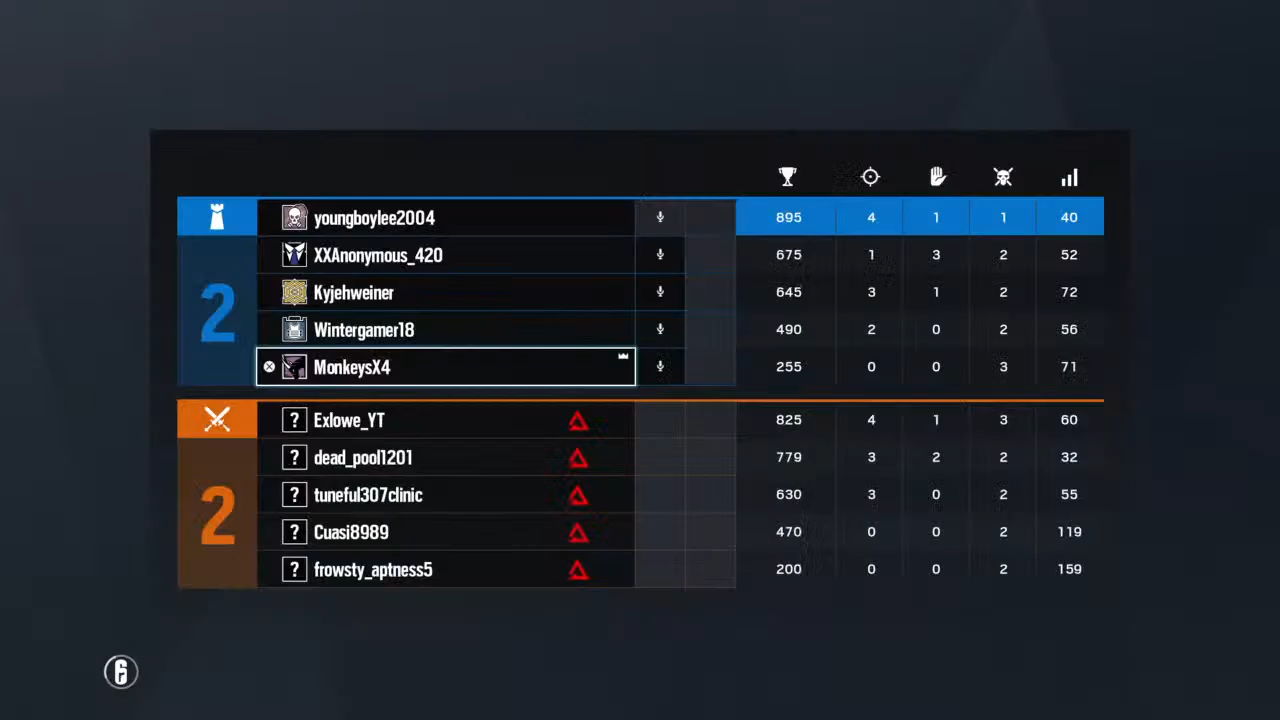 youngboylee2004 895 4 1 1 40
XXAnonymous_420 675 1 3 2 52
2
Kyjehweiner 645 3 1 2 72
Wintergamer18 490 2 0 2 56
MonkeysX4 255 0 0 3 71
Exlowe_YT 825 4 1 3 60
dead_pool1201 779 3 2 2 32
2
tuneful307clinic 630 3 0 2 55
Cuasi8989 470 0 0 2 119
frowsty_aptness5 200 0 0 2 159
6